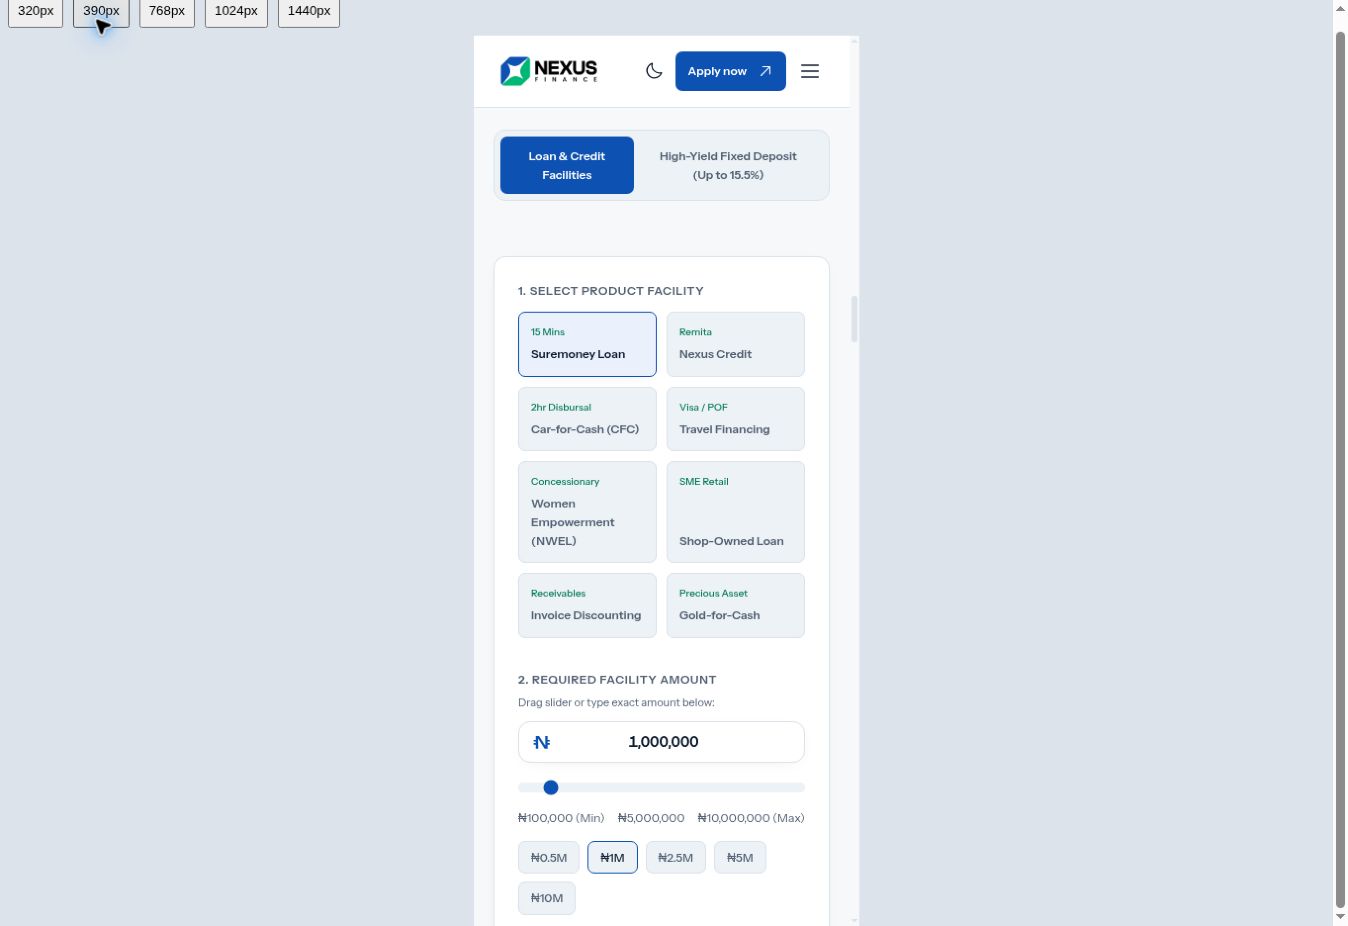 320px 390px 768px 1024px 1440px
NEXUS
FINANCE
Apply now
Loan & Credit
Facilities
High-Yield Fixed Deposit
(Up to 15.5%)
1. SELECT PRODUCT FACILITY
15 Mins
Suremoney Loan
Remita
Nexus Credit
2hr Disbursal
Car-for-Cash (CFC)
Visa / POF
Travel Financing
Concessionary
Women
Empowerment
(NWEL)
SME Retail
Shop-Owned Loan
Receivables
Invoice Discounting
Precious Asset
Gold-for-Cash
2. REQUIRED FACILITY AMOUNT
Drag slider or type exact amount below:
₦ 1,000,000
₦100,000 (Min) ₦5,000,000 ₦10,000,000 (Max)
₦0.5M ₦1M ₦2.5M ₦5M
₦10M